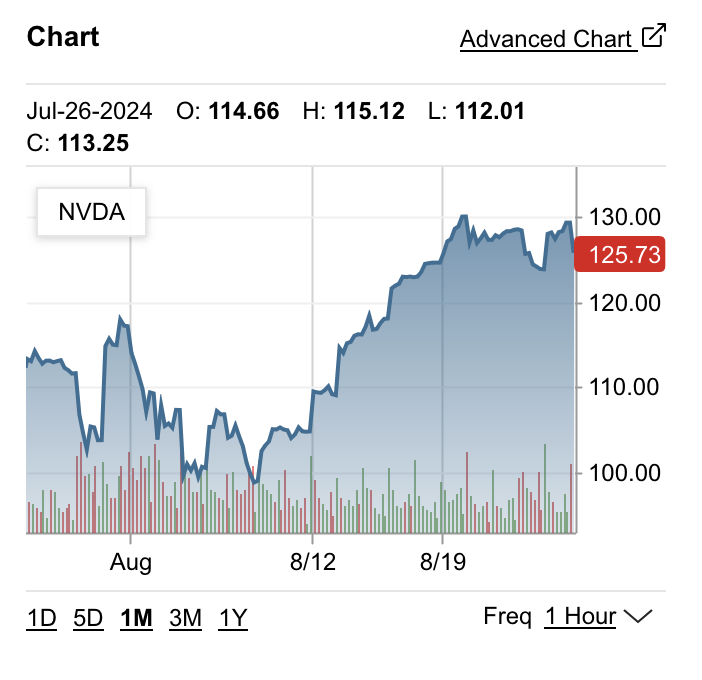 Chart Advanced Chart
Jul-26-2024 O: 114.66 H: 115.12 L: 112.01
C: 113.25
NVDA
130.00
125.73
120.00
110.00
100.00
Aug 8/12 8/19
1D 5D 1M 3M 1Y Freq 1 Hour